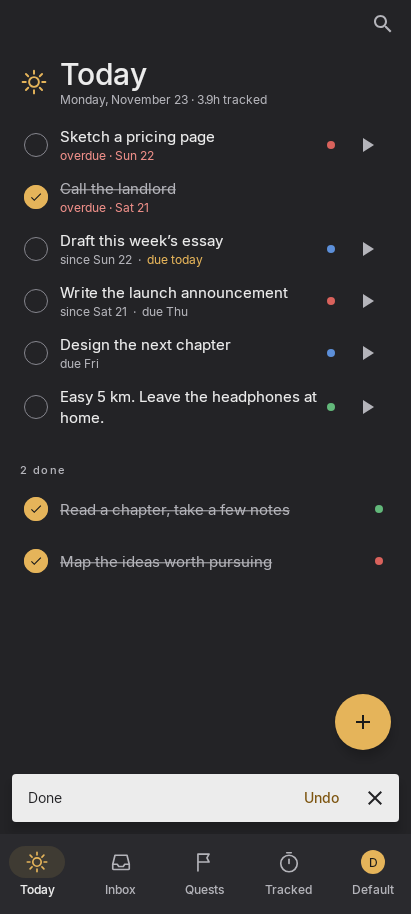 Today
Monday, November 23 · 3.9h tracked
Sketch a pricing page
overdue · Sun 22
Call the landlord
overdue · Sat 21
Draft this week’s essay
since Sun 22 · due today
Write the launch announcement
since Sat 21 · due Thu
Design the next chapter
due Fri
Easy 5 km. Leave the headphones at
home.
2 done
Read a chapter, take a few notes
Map the ideas worth pursuing
Done Undo
D
Today Inbox Quests Tracked Default